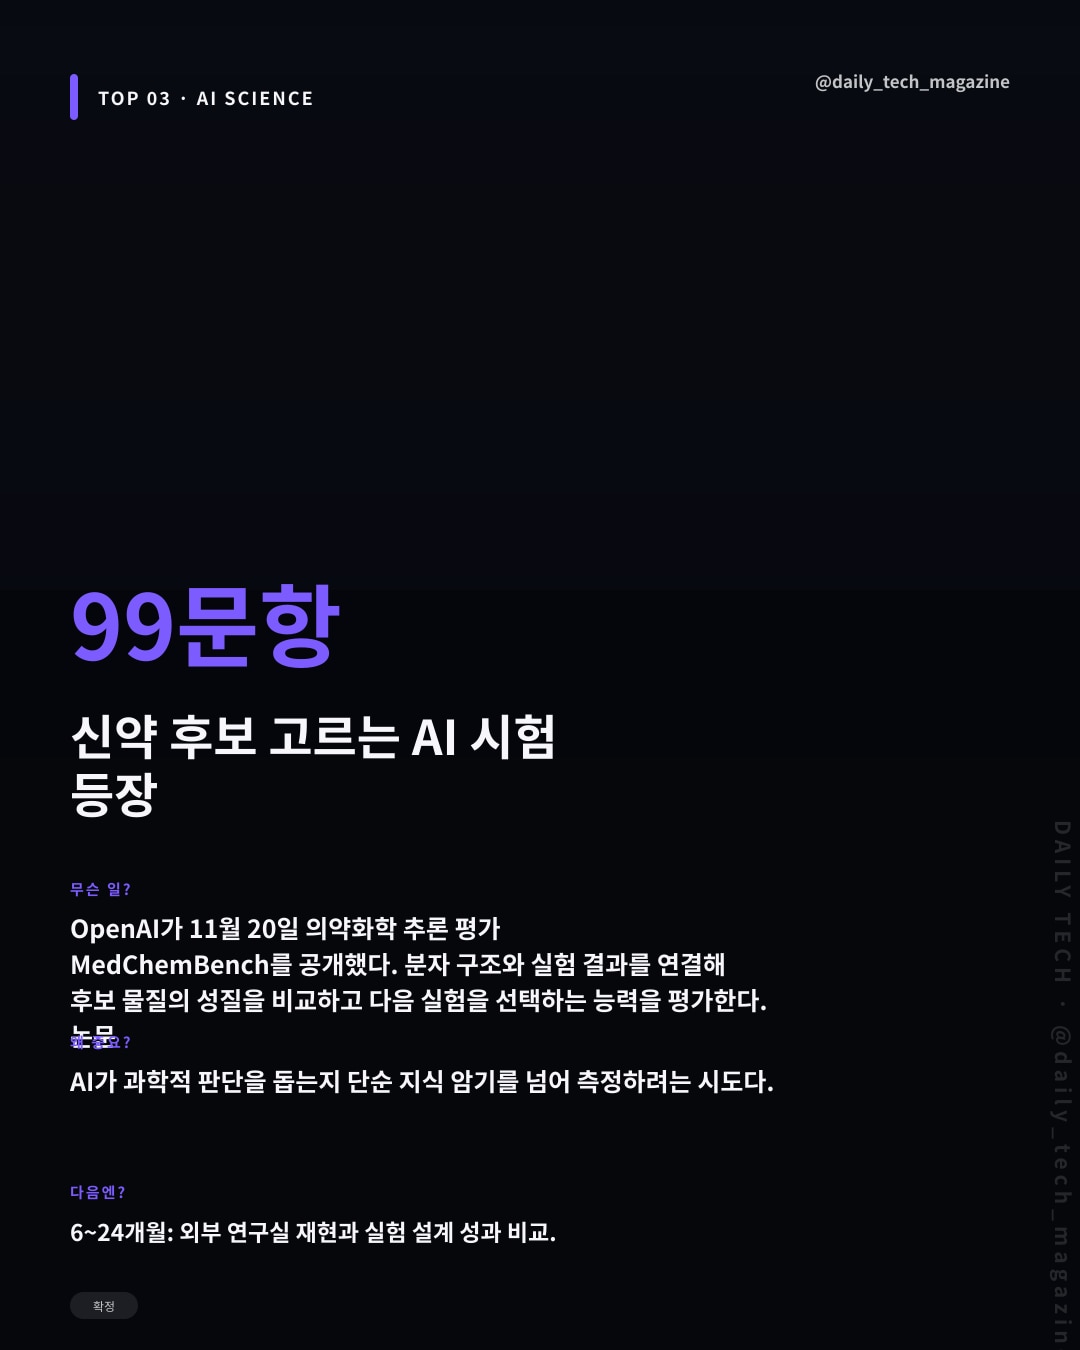 TOP 03 · AI SCIENCE
@daily_tech_magazine
99문항
신약 후보 고르는 AI 시험
등장
무슨 일?
OpenAI가 11월 20일 의약화학 추론 평가
MedChemBench를 공개했다. 분자 구조와 실험 결과를 연결해
후보 물질의 성질을 비교하고 다음 실험을 선택하는 능력을 평가한다.
논문
왜 중요?
AI가 과학적 판단을 돕는지 단순 지식 암기를 넘어 측정하려는 시도다.
다음엔?
6~24개월: 외부 연구실 재현과 실험 설계 성과 비교.
확정
DAILY TECH · @daily_tech_magazin